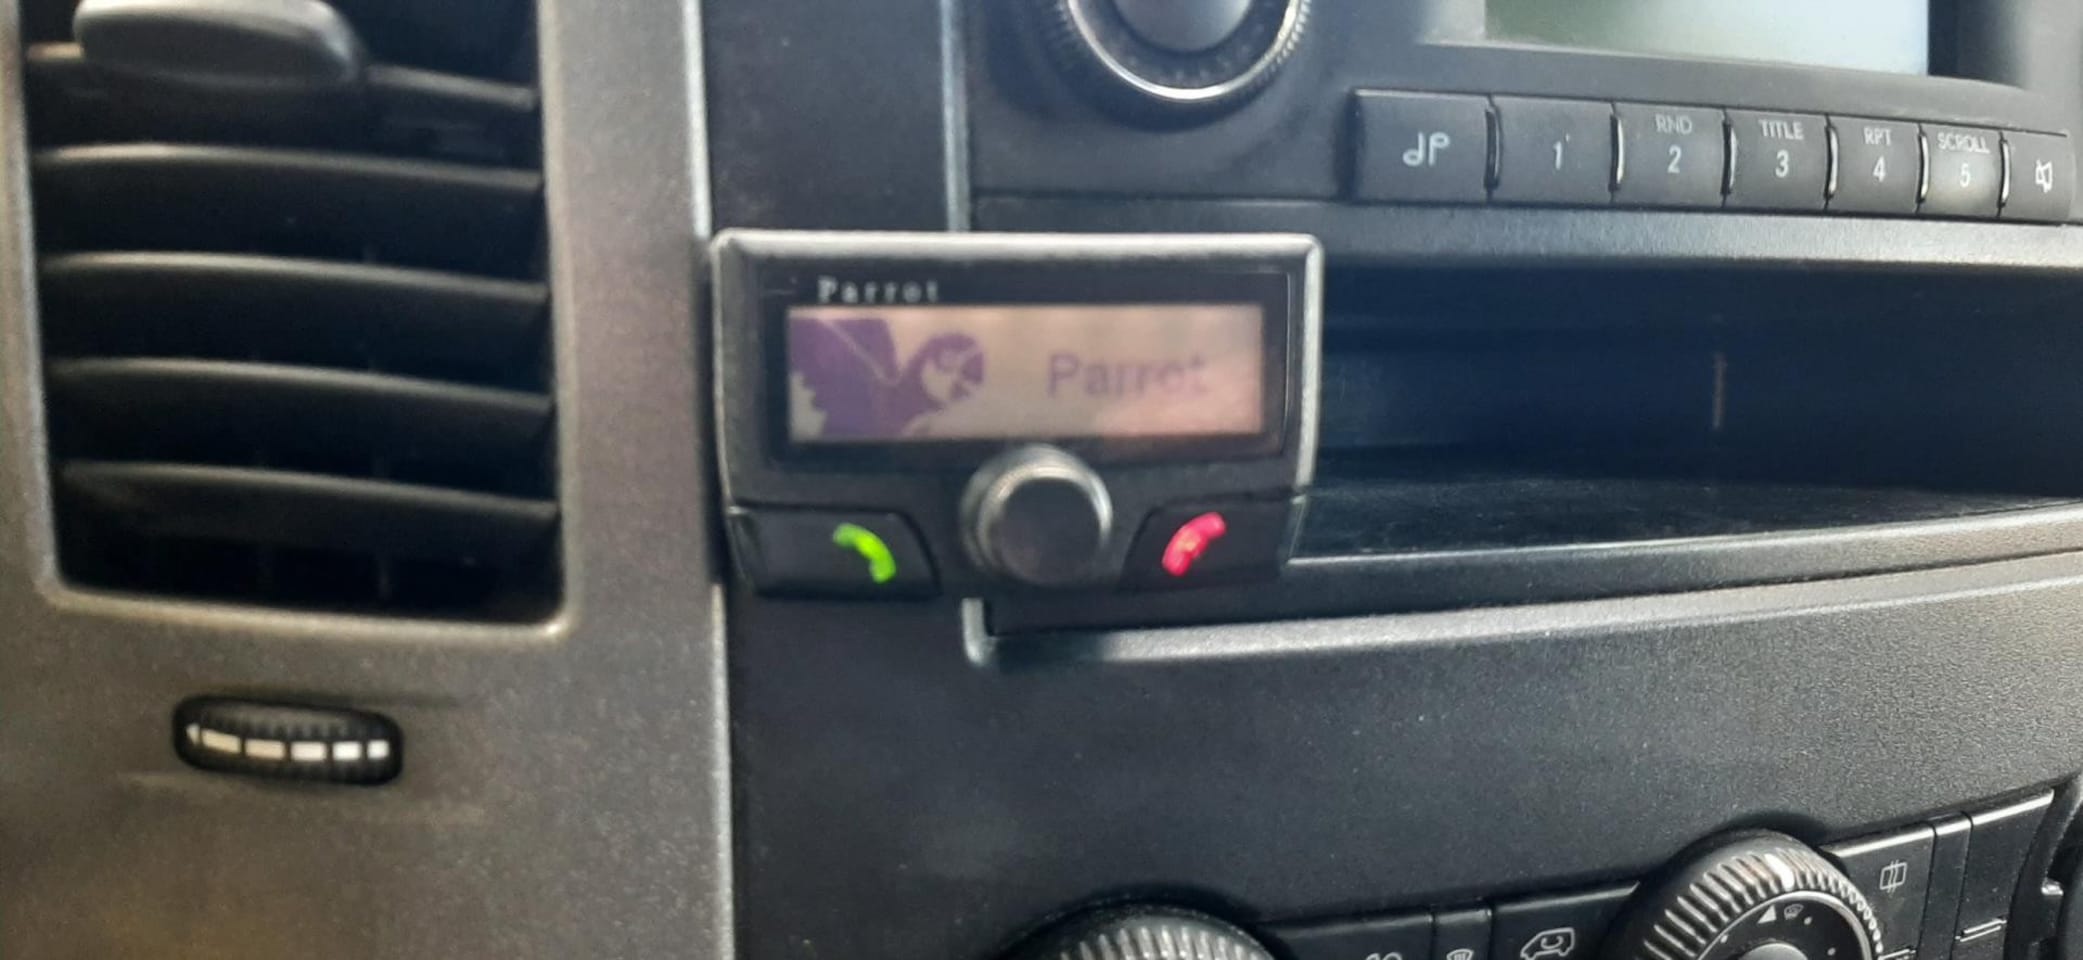 RND TITLE RPT SCROLL
1 2 3 4 5
Parrot
Parrot